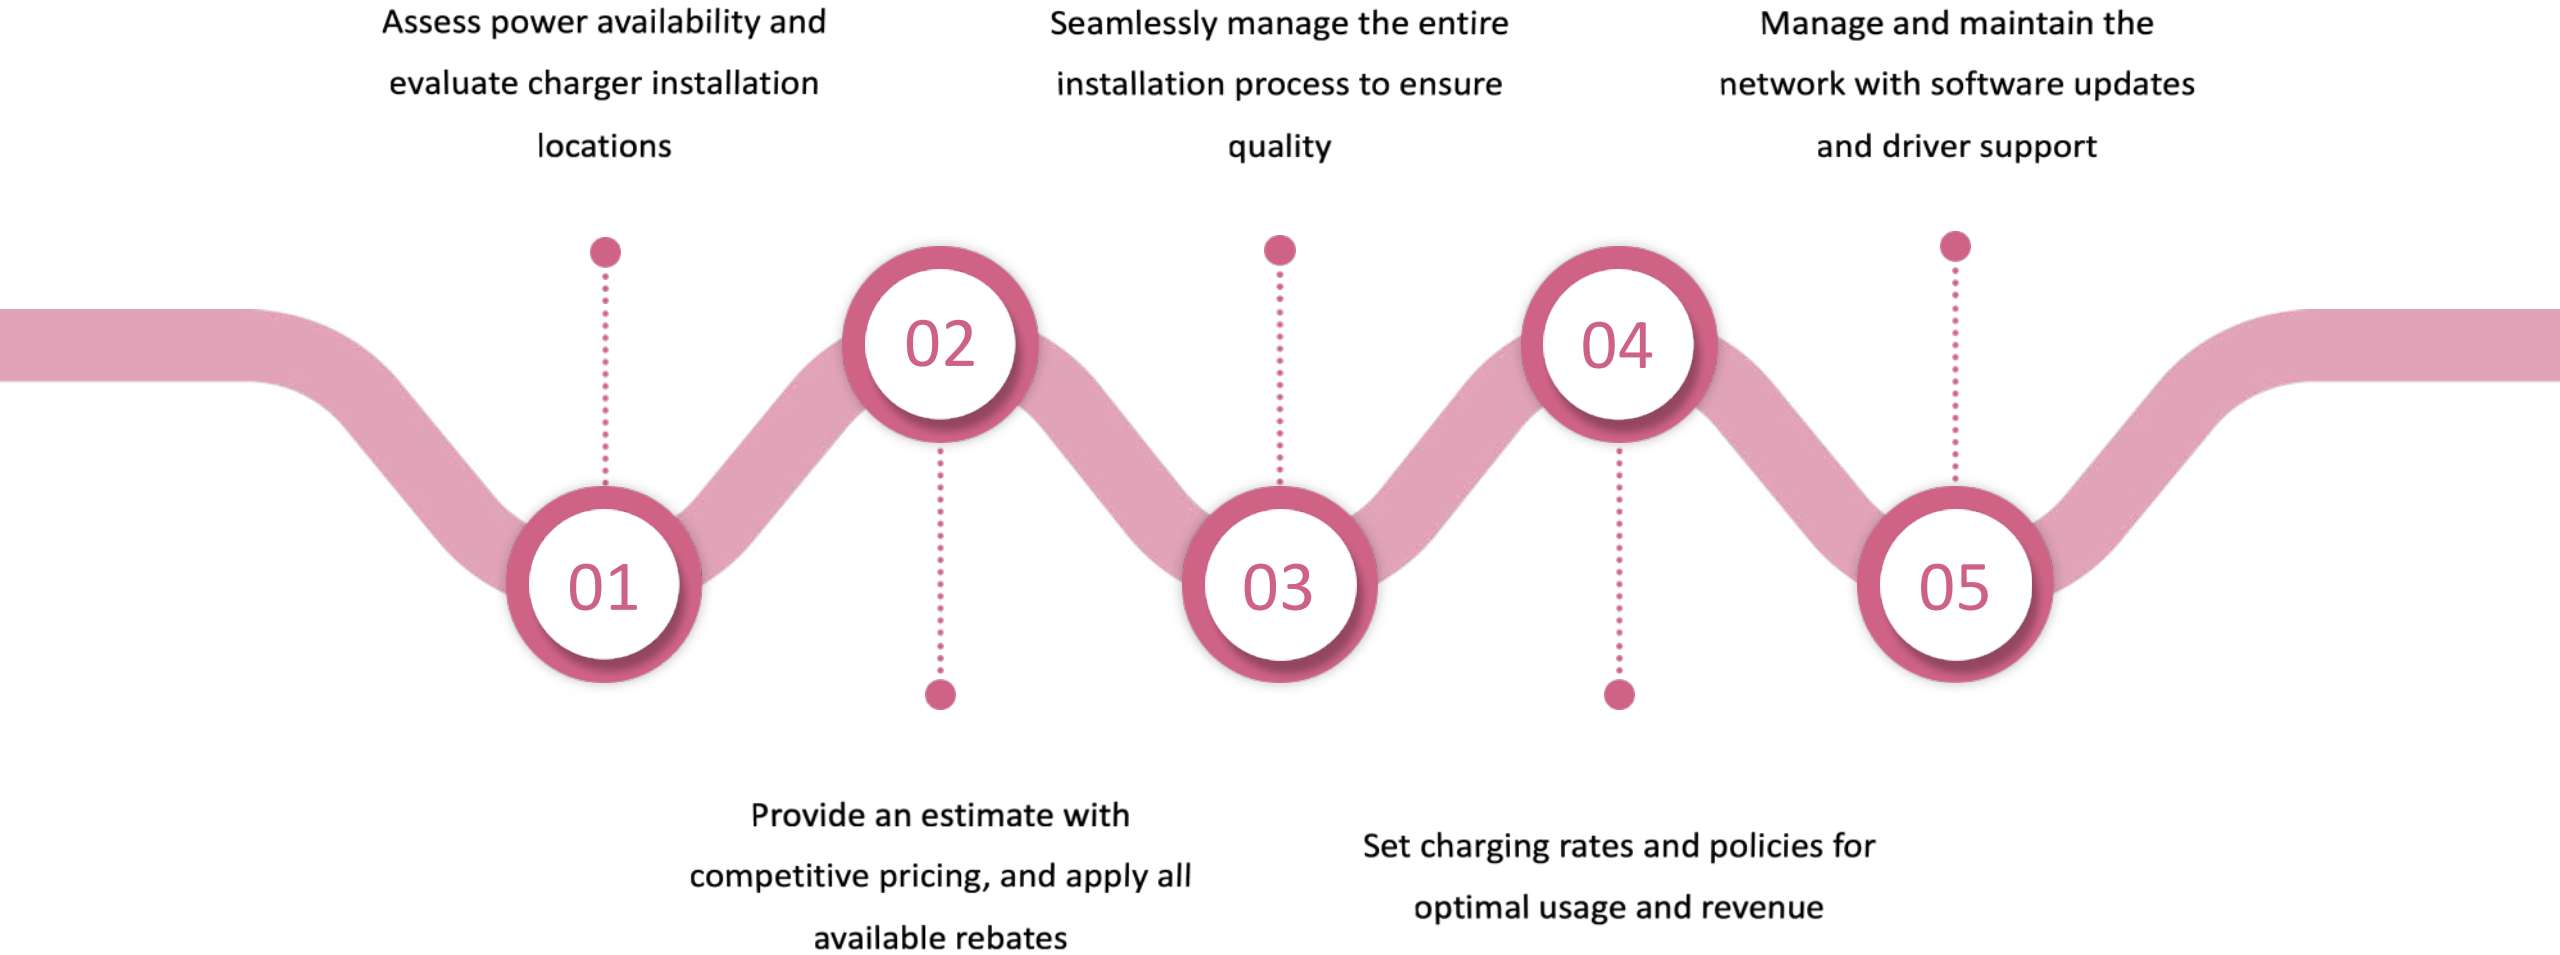 Assess power availability and
evaluate charger installation
locations
Seamlessly manage the entire
installation process to ensure
quality
Manage and maintain the
network with software updates
and driver support
01
02
03
04
05
Provide an estimate with
competitive pricing, and apply all
available rebates
Set charging rates and policies for
optimal usage and revenue